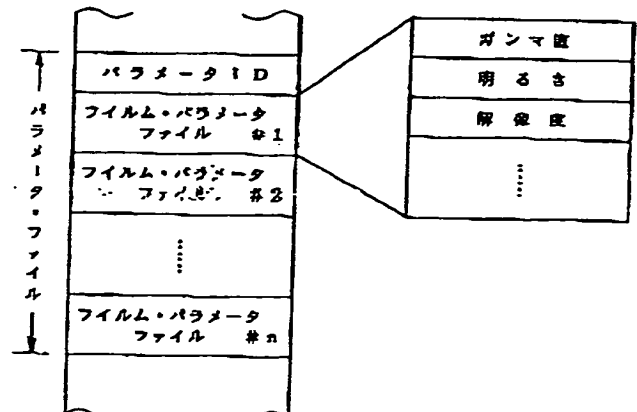 パラメータID
フィルム・パラメータ
ファイル #1
フィルム・パラメータ
ファイル #2
フィルム・パラメータ
ファイル #n
パラメータ・ファイル
ガンマ値
明るさ
解像度